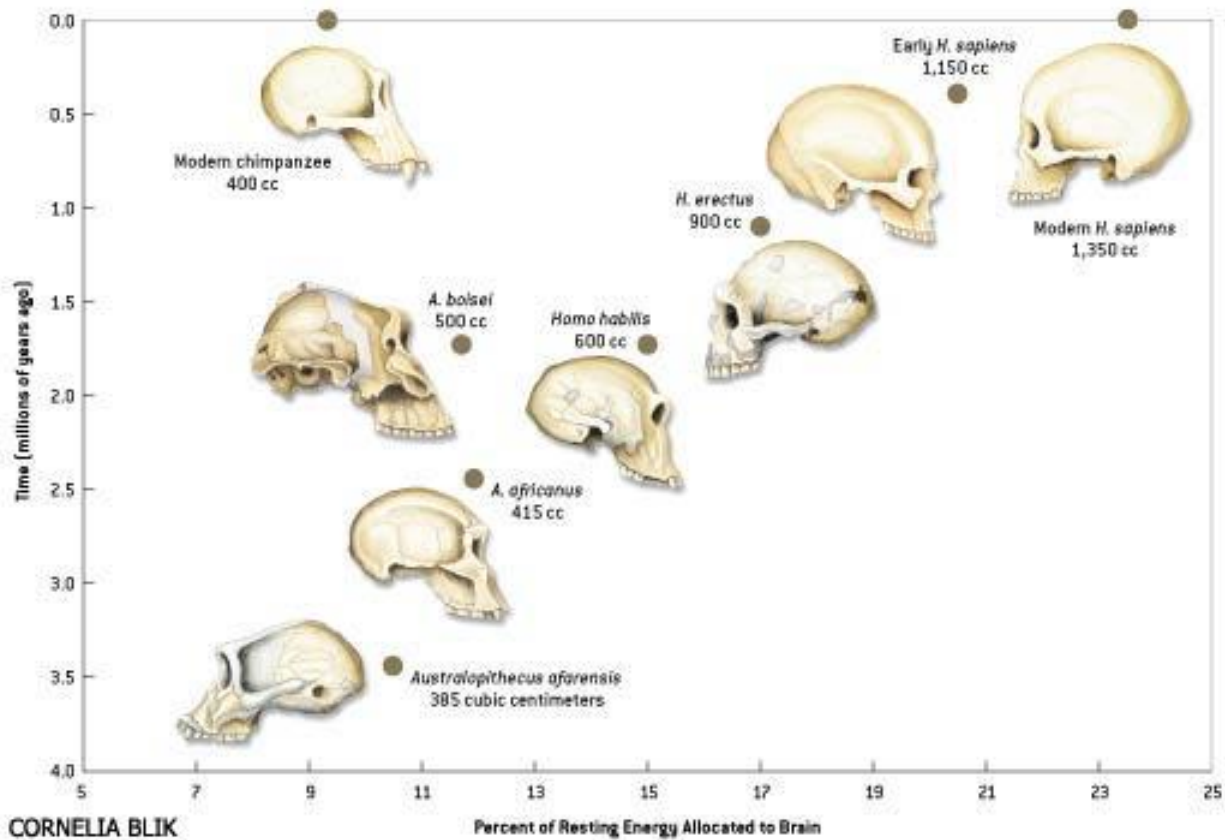 0.0
0.5
1.0
1.5
2.0
2.5
3.0
3.5
4.0
Time (millions of years ago)
Modern chimpanzee
400 cc
Early H. sapiens
1,150 cc
H. erectus
900 cc
Modern H. sapiens
1,350 cc
A. boisei
500 cc
Homo habilis
600 cc
A. africanus
415 cc
Australopithecus afarensis
385 cubic centimeters
5 7 9 11 13 15 17 19 21 23 25
CORNELIA BLIK
Percent of Resting Energy Allocated to Brain